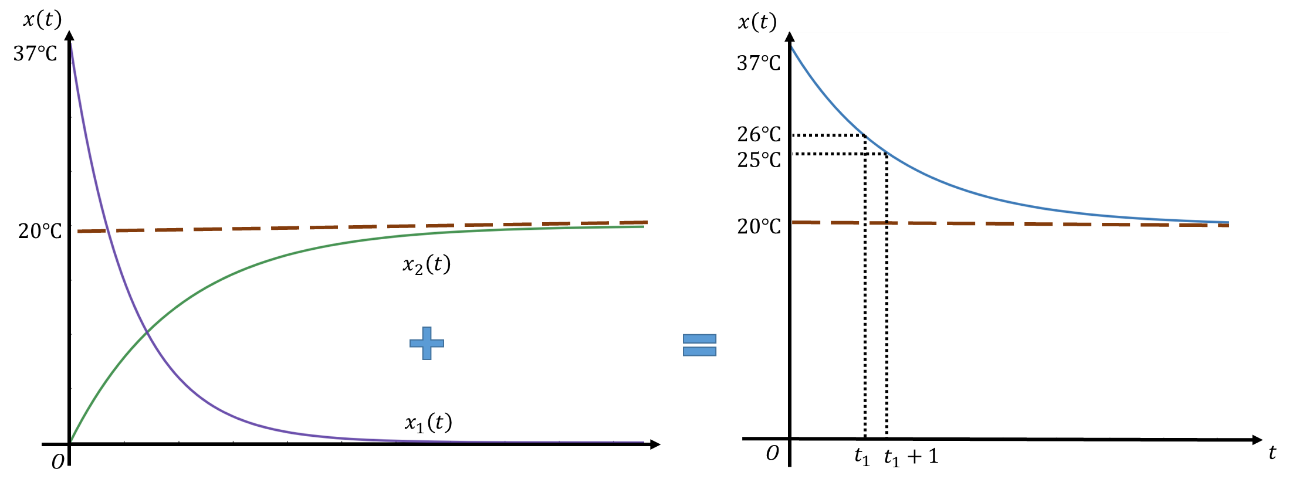 x(t)
37℃
20℃
x₂(t)
x₁(t)
O
x(t)
37℃
26℃
25℃
20℃
O
t₁
t₁ + 1
t